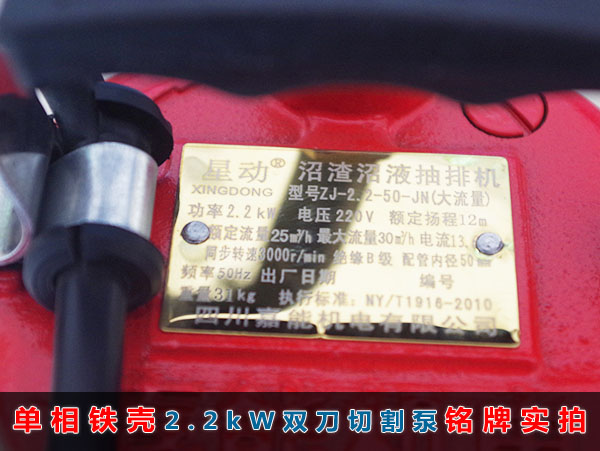 星动® 沼渣沼液抽排机
XINGDONG 型号ZJ-2.2-50-JN(大流量)
功率2.2kW 电压220V 额定扬程12m
额定流量25m³/h 最大流量30m³/h 电流13.
同步转速3000r/min 绝缘B级 配管内径50mm
频率50Hz 出厂日期 编号
重量31kg 执行标准: NY/T1916-2010
四川嘉能机电有限公司
单相铁壳2.2kW双刀切割泵铭牌实拍